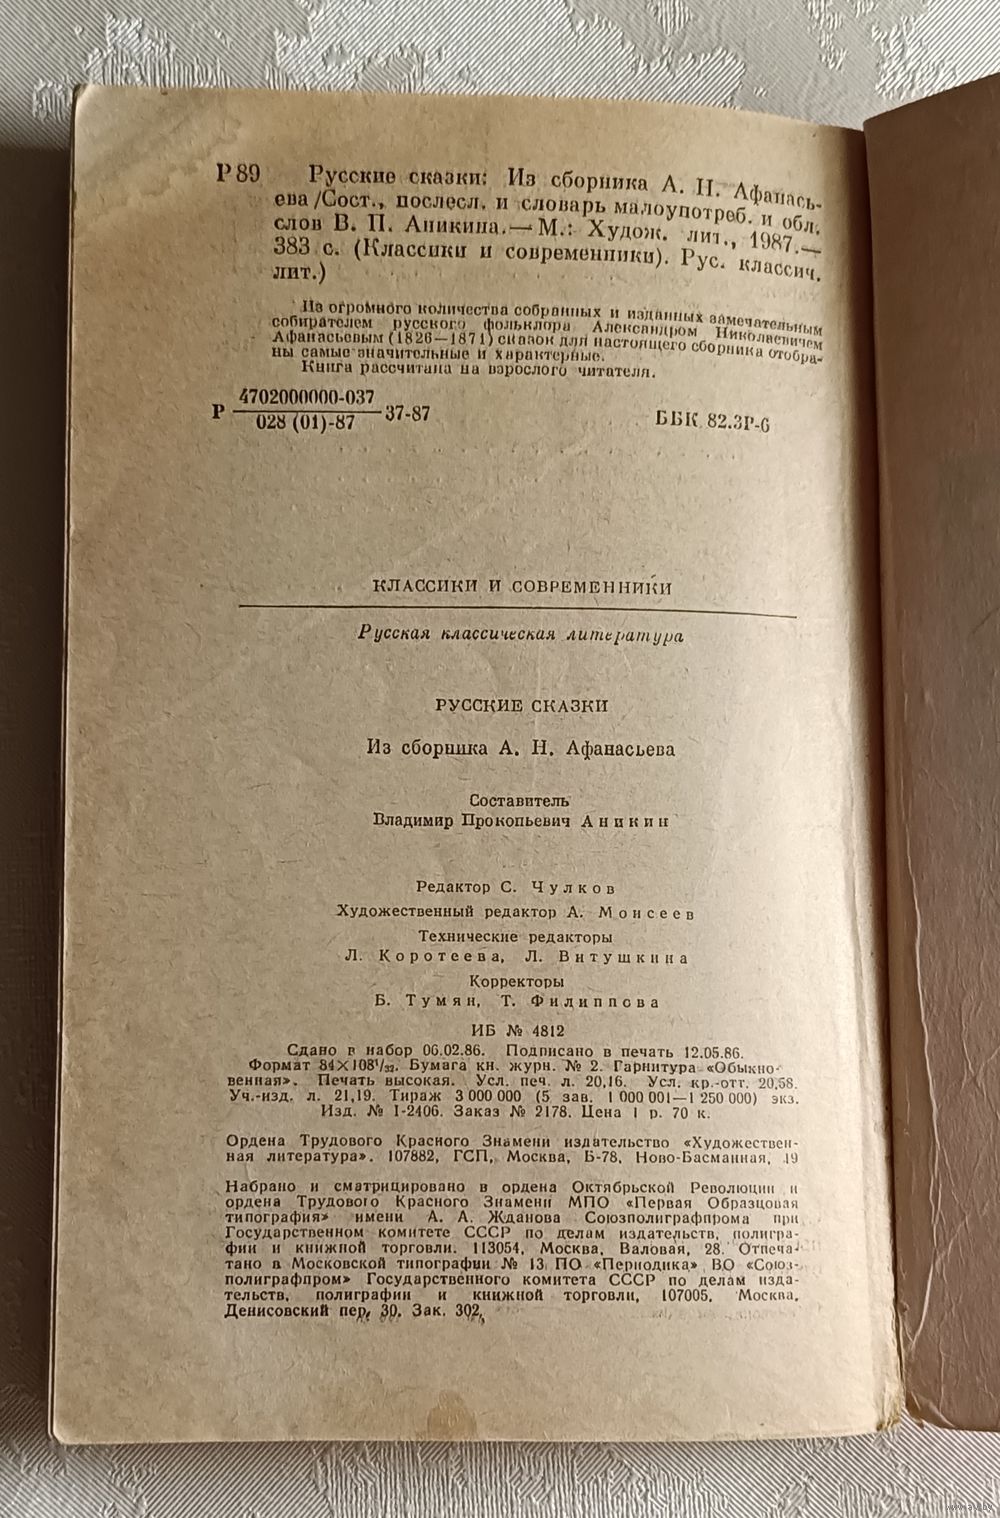 Р89 Русские сказки: Из сборника А. Н. Афанась-
ева /Сост., послесл. и словарь малоупотреб. и обл.
слов В. П. Аникина.— М.: Худож. лит., 1987.—
383 с. (Классики и современники). Рус. классич.
лит.)
Из огромного количества собранных и изданных замечательным
собирателем русского фольклора Александром Николаевичем
Афанасьевым (1826—1871) сказок для настоящего сборника отобра-
ны самые значительные и характерные.
Книга рассчитана на взрослого читателя.
Р 4702000000-037
028 (01)-87 37-87
ББК 82.3Р-6
КЛАССИКИ И СОВРЕМЕННИКИ
Русская классическая литература
РУССКИЕ СКАЗКИ
Из сборника А. Н. Афанасьева
Составитель
Владимир Прокопьевич Аникин
Редактор С. Чулков
Художественный редактор А. Моисеев
Технические редакторы
Л. Коротеева, Л. Витушкина
Корректоры
Б. Тумян, Т. Филиппова
ИБ № 4812
Сдано в набор 06.02.86. Подписано в печать 12.05.86.
Формат 84×108¹/₃₂. Бумага кн. журн. № 2. Гарнитура «Обыкно-
венная». Печать высокая. Усл. печ. л. 20,16. Усл. кр.-отт. 20,58.
Уч.-изд. л. 21,19. Тираж 3 000 000 (5 зав. 1 000 001—1 250 000) экз.
Изд. № I-2406. Заказ № 2178. Цена 1 р. 70 к.
Ордена Трудового Красного Знамени издательство «Художествен-
ная литература». 107882, ГСП, Москва, Б-78, Ново-Басманная, 19
Набрано и сматрицировано в ордена Октябрьской Революции и
ордена Трудового Красного Знамени МПО «Первая Образцовая
типография» имени А. А. Жданова Союзполиграфпрома при
Государственном комитете СССР по делам издательств, полигра-
фии и книжной торговли. 113054, Москва, Валовая, 28. Отпеча-
тано в Московской типографии № 13 ПО «Периодика» ВО «Союз-
полиграфпром» Государственного комитета СССР по делам изда-
тельств, полиграфии и книжной торговли, 107005, Москва,
Денисовский пер. 30. Зак. 302.
www.ay.by